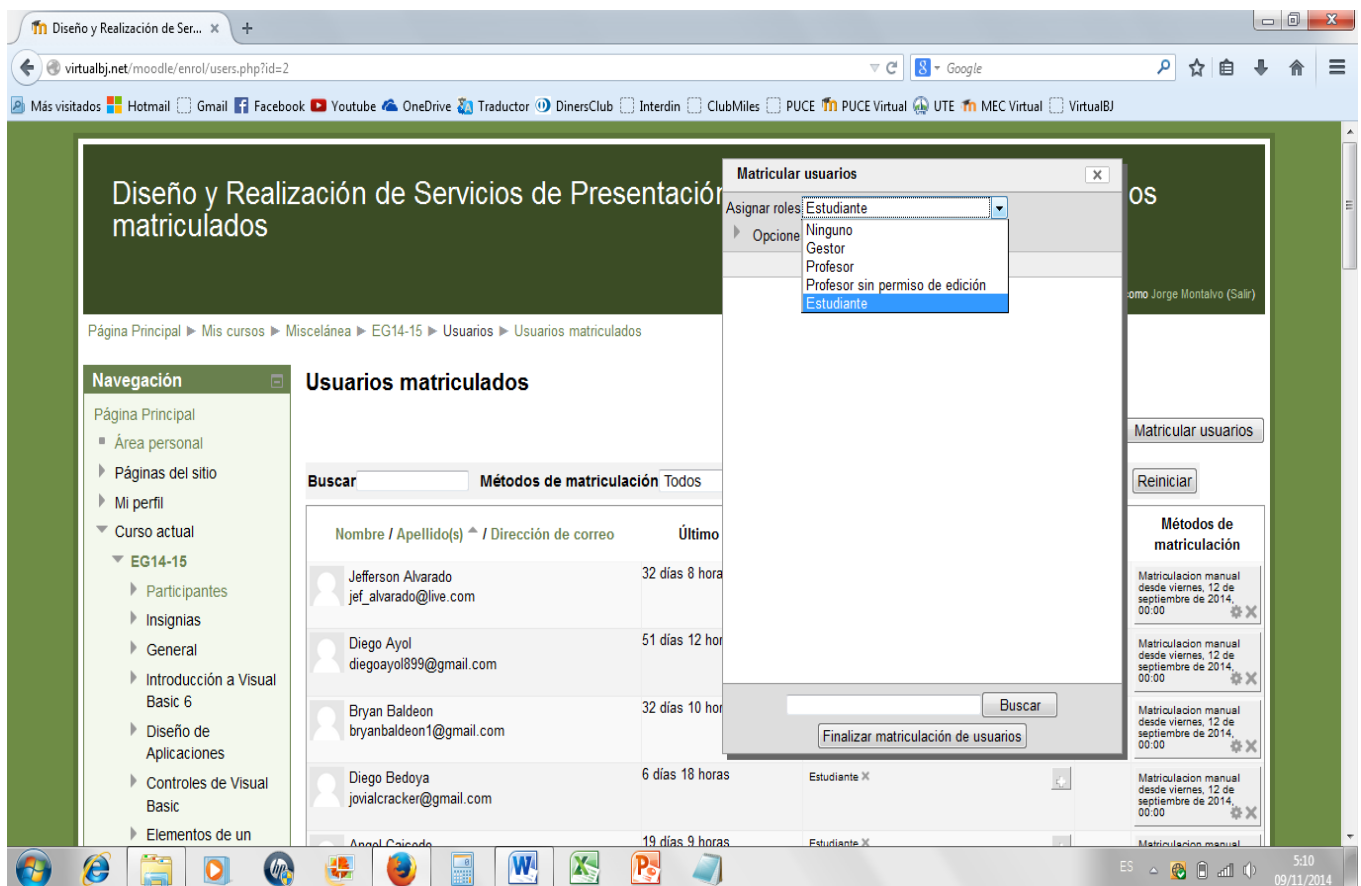 Diseño y Realización de Ser...
virtualbj.net/moodle/enrol/users.php?id=2
Google
Más visitados Hotmail Gmail Facebook Youtube OneDrive Traductor DinersClub Interdin ClubMiles PUCE PUCE Virtual UTE MEC Virtual VirtualBJ
Diseño y Realización de Servicios de Presentación
os
matriculados
como Jorge Montalvo (Salir)
Página Principal ► Mis cursos ► Miscelánea ► EG14-15 ► Usuarios ► Usuarios matriculados
Matricular usuarios
Asignar roles Estudiante
Opcione
Ninguno
Gestor
Profesor
Profesor sin permiso de edición
Estudiante
Buscar
Finalizar matriculación de usuarios
Navegación
Página Principal
Área personal
Páginas del sitio
Mi perfil
Curso actual
EG14-15
Participantes
Insignias
General
Introducción a Visual
Basic 6
Diseño de
Aplicaciones
Controles de Visual
Basic
Elementos de un
Usuarios matriculados
Matricular usuarios
Buscar Métodos de matriculación Todos
Reiniciar
Nombre / Apellido(s) / Dirección de correo
Último
Métodos de
matriculación
Jefferson Alvarado
jef_alvarado@live.com
32 días 8 hora
Matriculacion manual
desde viernes, 12 de
septiembre de 2014,
00:00
Diego Ayol
diegoayol899@gmail.com
51 días 12 hor
Matriculacion manual
desde viernes, 12 de
septiembre de 2014,
00:00
Bryan Baldeon
bryanbaldeon1@gmail.com
32 días 10 hor
Matriculacion manual
desde viernes, 12 de
septiembre de 2014,
00:00
Diego Bedoya
jovialcracker@gmail.com
6 días 18 horas
Estudiante
Matriculacion manual
desde viernes, 12 de
septiembre de 2014,
00:00
Angel Caicedo
19 días 9 horas
Estudiante
Matriculacion manual
ES
5:10
09/11/2014